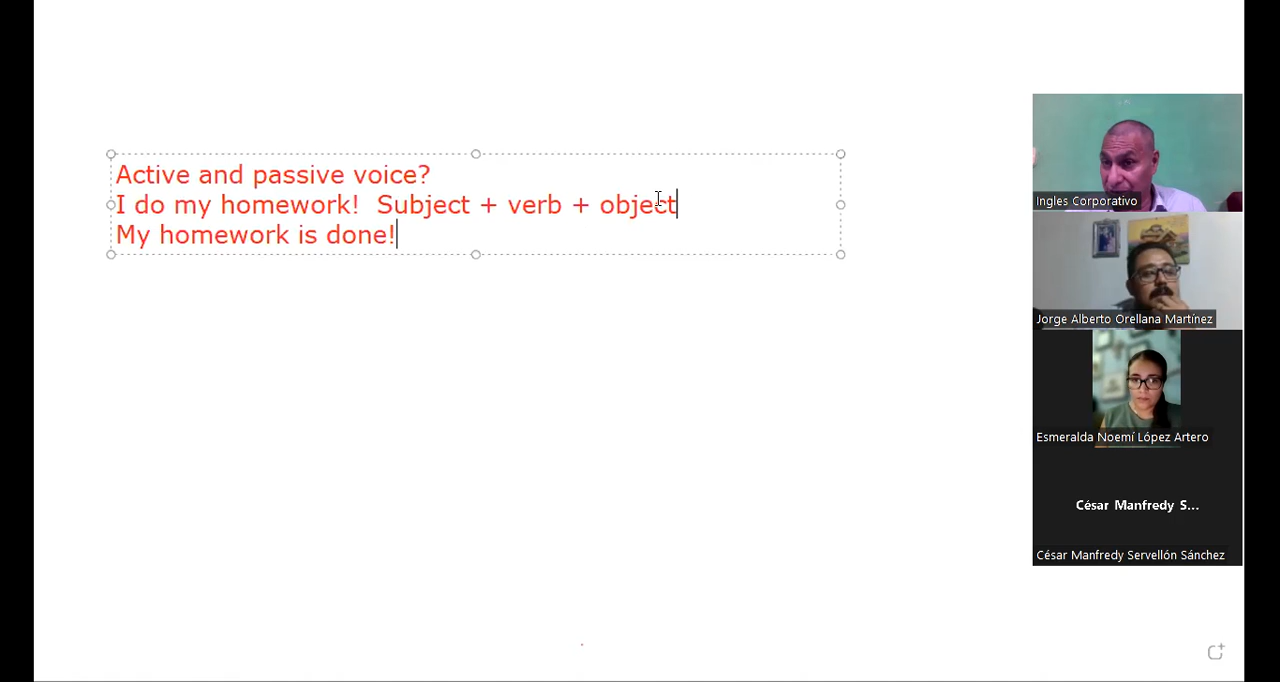 Active and passive voice?
I do my homework!  Subject + verb + object
My homework is done!
Ingles Corporativo
Jorge Alberto Orellana Martínez
Esmeralda Noemí López Artero
César Manfredy S...
César Manfredy Servellón Sánchez